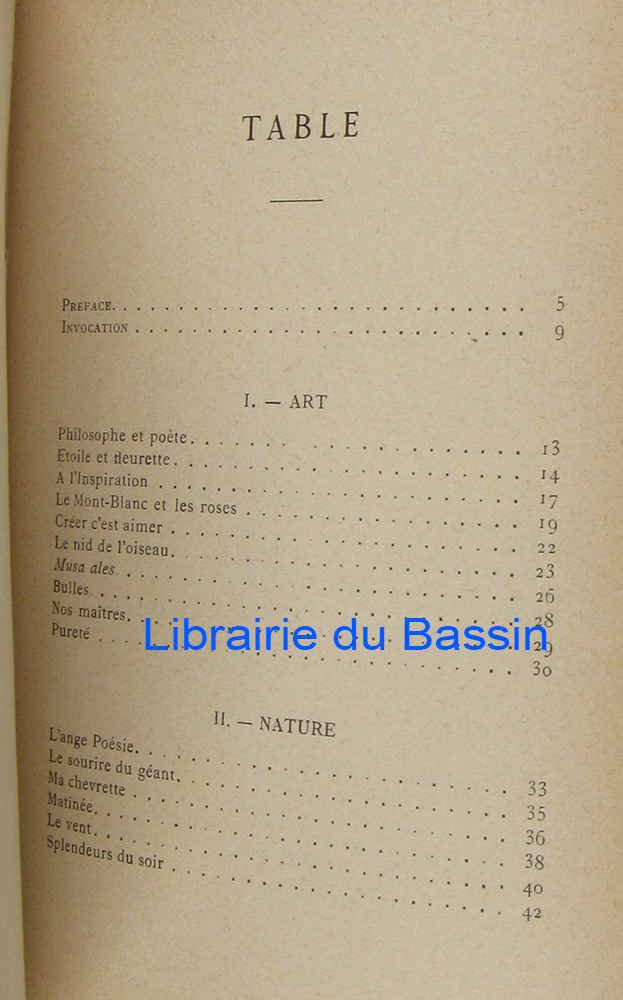 TABLE
PREFACE. 5
INVOCATION 9
I. — ART
Philosophe et poète. 13
Etoile et fleurette. 14
A l'Inspiration 17
Le Mont-Blanc et les roses 19
Créer c'est aimer 22
Le nid de l'oiseau. 23
Musa ales. 26
Bulles. 28
Nos maîtres. 29
Pureté 30
Librairie du Bassin
II. — NATURE
L'ange Poésie. 33
Le sourire du géant. 35
Ma chevrette 36
Matinée. 38
Le vent. 40
Splendeurs du soir 42